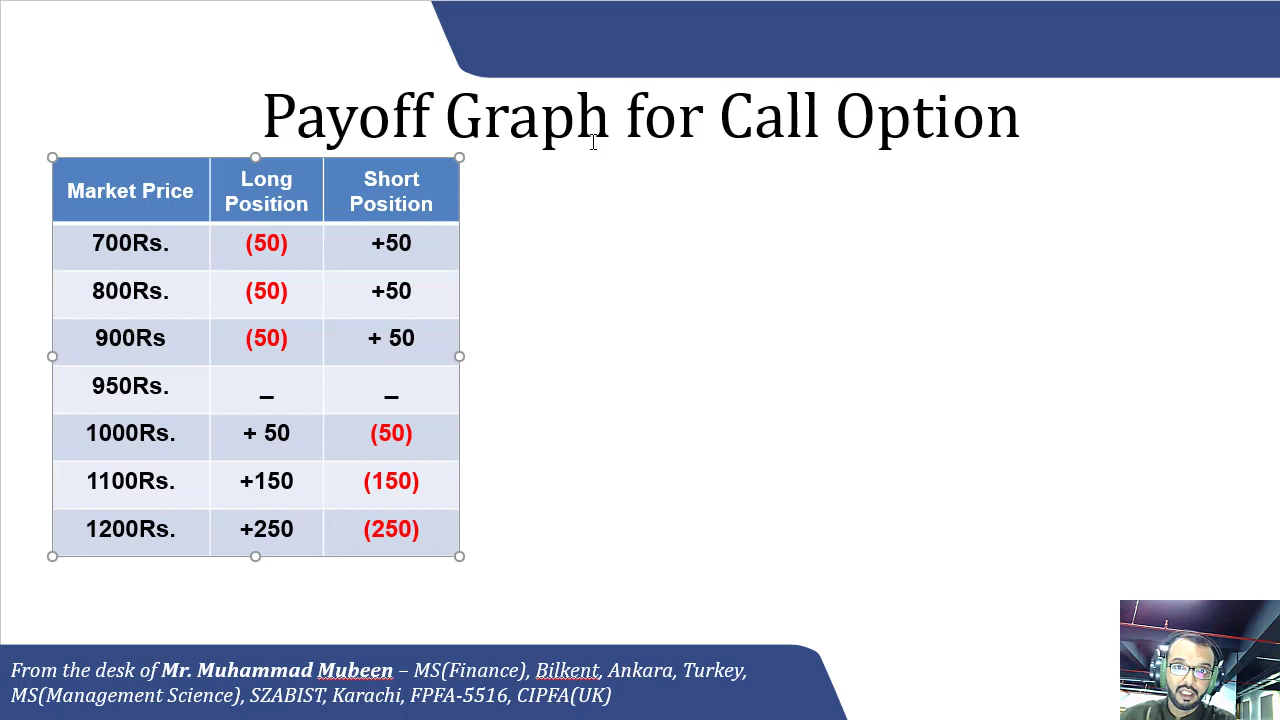 Payoff Graph for Call Option
Market Price Long Position Short Position
700Rs. (50) +50
800Rs. (50) +50
900Rs (50) + 50
950Rs. _ _
1000Rs. + 50 (50)
1100Rs. +150 (150)
1200Rs. +250 (250)
From the desk of Mr. Muhammad Mubeen – MS(Finance), Bilkent, Ankara, Turkey,
MS(Management Science), SZABIST, Karachi, FPFA-5516, CIPFA(UK)